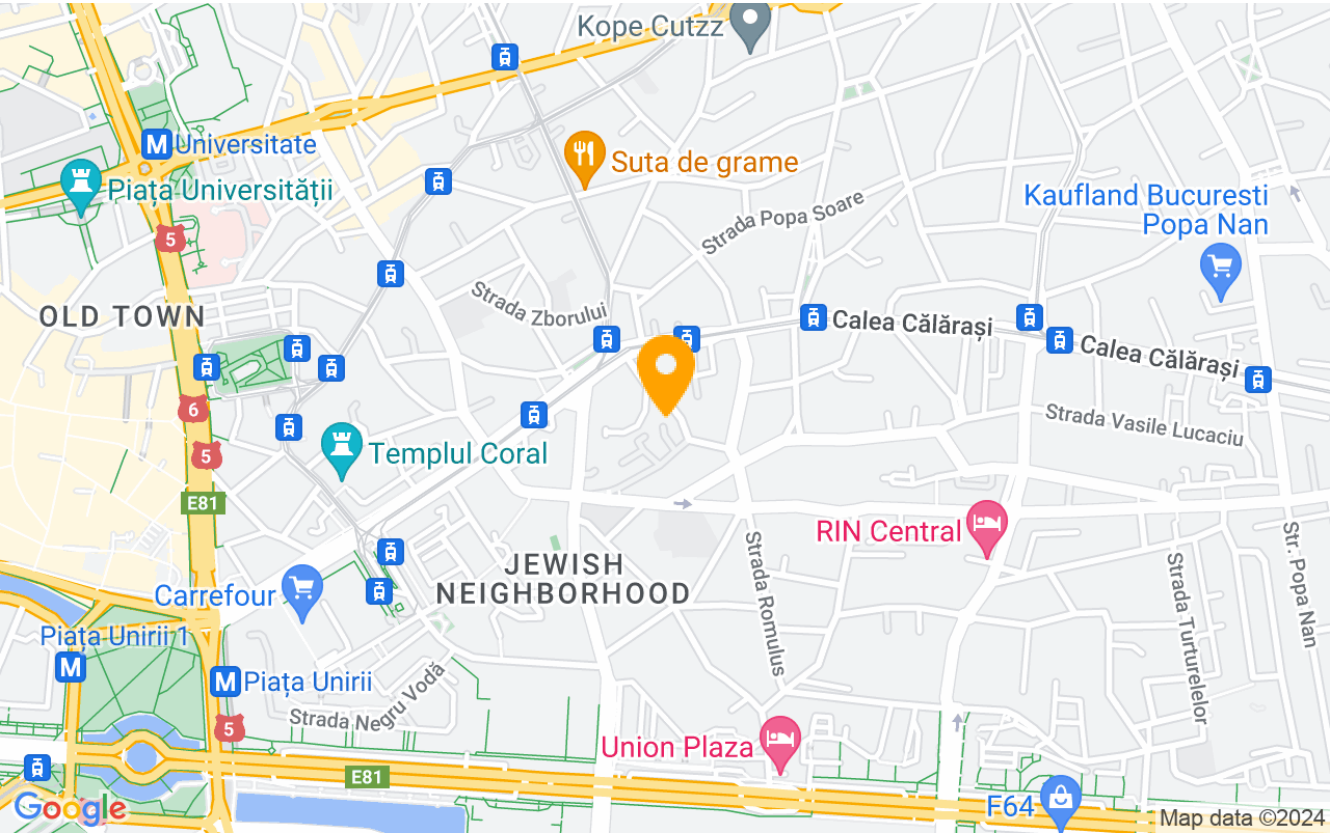 Kope Cutzz
M Universitate
Suta de grame
Piața Universității
Strada Popa Soare
Kaufland Bucuresti
Popa Nan
5
Strada Zborului
OLD TOWN
Calea Călărași
Calea Călărași
6
Strada Vasile Lucaciu
5
Templul Coral
E81
RIN Central
JEWISH
NEIGHBORHOOD
Strada Romulus
Str. Popa Nan
Strada Turturelelor
Carrefour
Piața Unirii 1
M
M Piața Unirii
Strada Negru Vodă
5
Union Plaza
E81
F64
Google
Map data ©2024